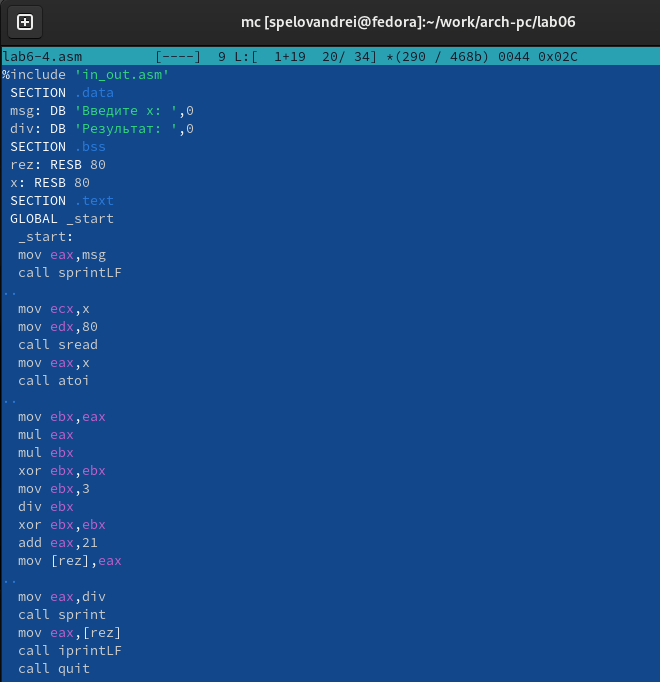 mc [spelovandrei@fedora]:~/work/arch-pc/lab06
lab6-4.asm [----] 9 L:[ 1+19 20/ 34] *(290 / 468b) 0044 0x02C
%include 'in_out.asm'
SECTION .data
msg: DB 'Введите x: ',0
div: DB 'Результат: ',0
SECTION .bss
rez: RESB 80
x: RESB 80
SECTION .text
GLOBAL _start
_start:
mov eax,msg
call sprintLF
..
mov ecx,x
mov edx,80
call sread
mov eax,x
call atoi
..
mov ebx,eax
mul eax
mul ebx
xor ebx,ebx
mov ebx,3
div ebx
xor ebx,ebx
add eax,21
mov [rez],eax
..
mov eax,div
call sprint
mov eax,[rez]
call iprintLF
call quit